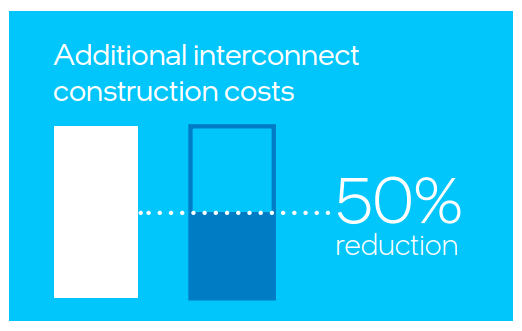 Additional interconnect
construction costs
50%
reduction